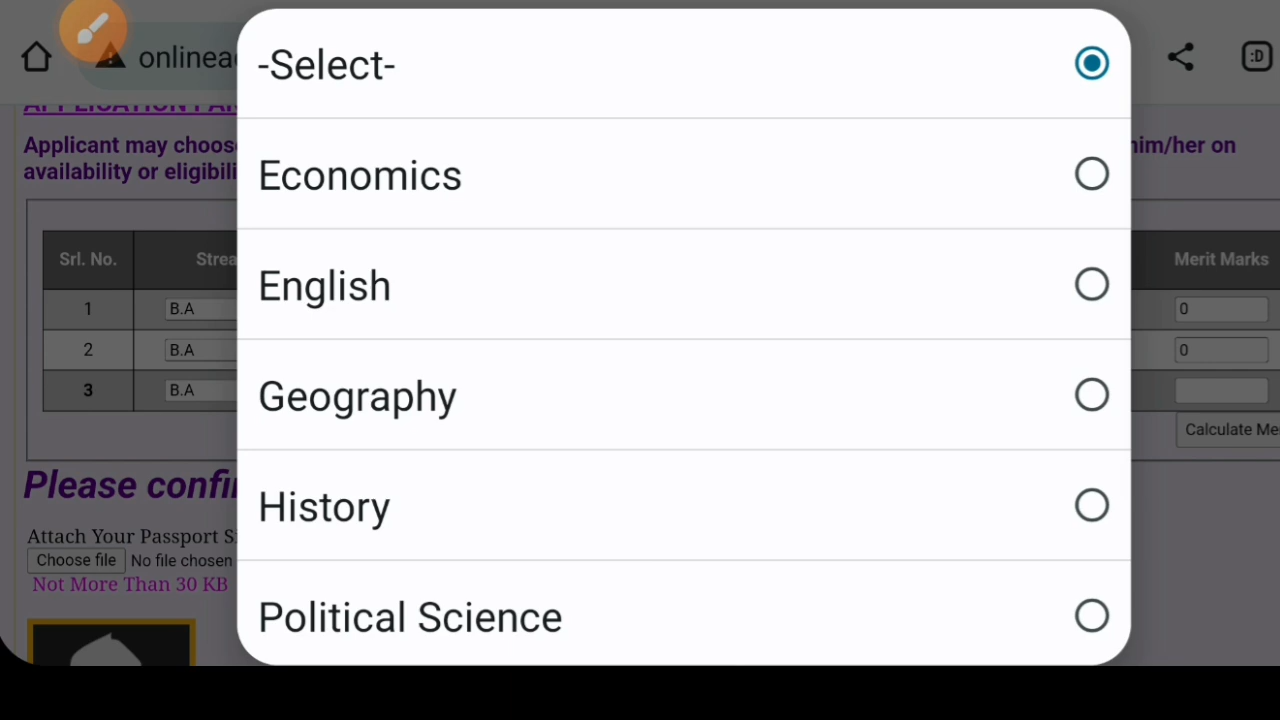 onlinea
:D
-Select-
Economics
English
Geography
History
Political Science
Applicant may choos
him/her on
availability or eligibili
Srl. No.
Strea
Merit Marks
1
B.A
0
2
B.A
0
3
B.A
Calculate Me
Please confi
Attach Your Passport S
Choose file No file chosen
Not More Than 30 KB